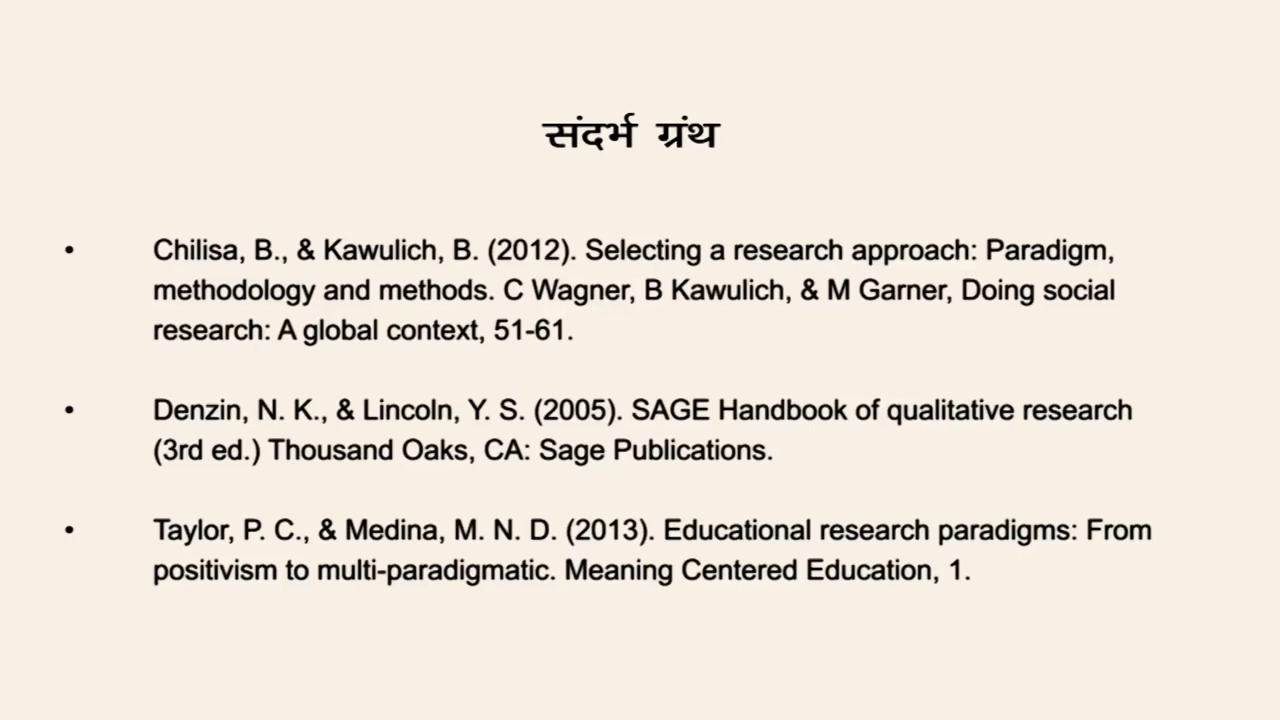 संदर्भ ग्रंथ
• Chilisa, B., & Kawulich, B. (2012). Selecting a research approach: Paradigm,
methodology and methods. C Wagner, B Kawulich, & M Garner, Doing social
research: A global context, 51-61.
• Denzin, N. K., & Lincoln, Y. S. (2005). SAGE Handbook of qualitative research
(3rd ed.) Thousand Oaks, CA: Sage Publications.
• Taylor, P. C., & Medina, M. N. D. (2013). Educational research paradigms: From
positivism to multi-paradigmatic. Meaning Centered Education, 1.